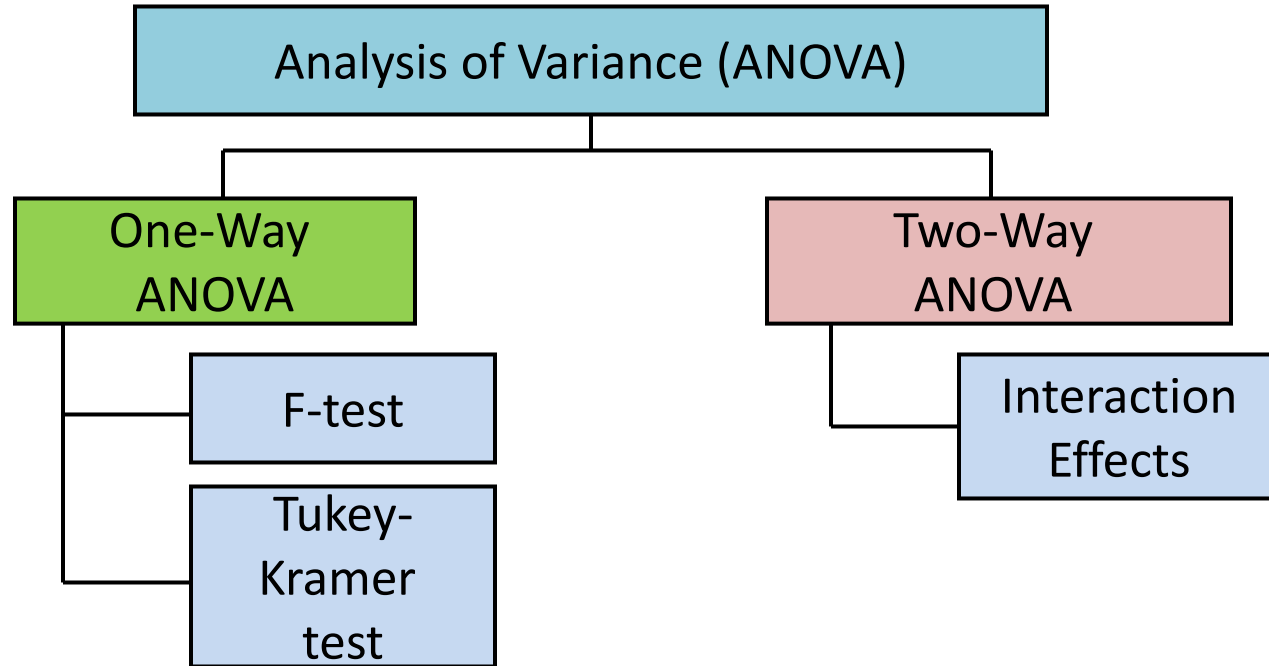 Analysis of Variance (ANOVA)
One-Way
ANOVA
F-test
Tukey-
Kramer
test
Two-Way
ANOVA
Interaction
Effects